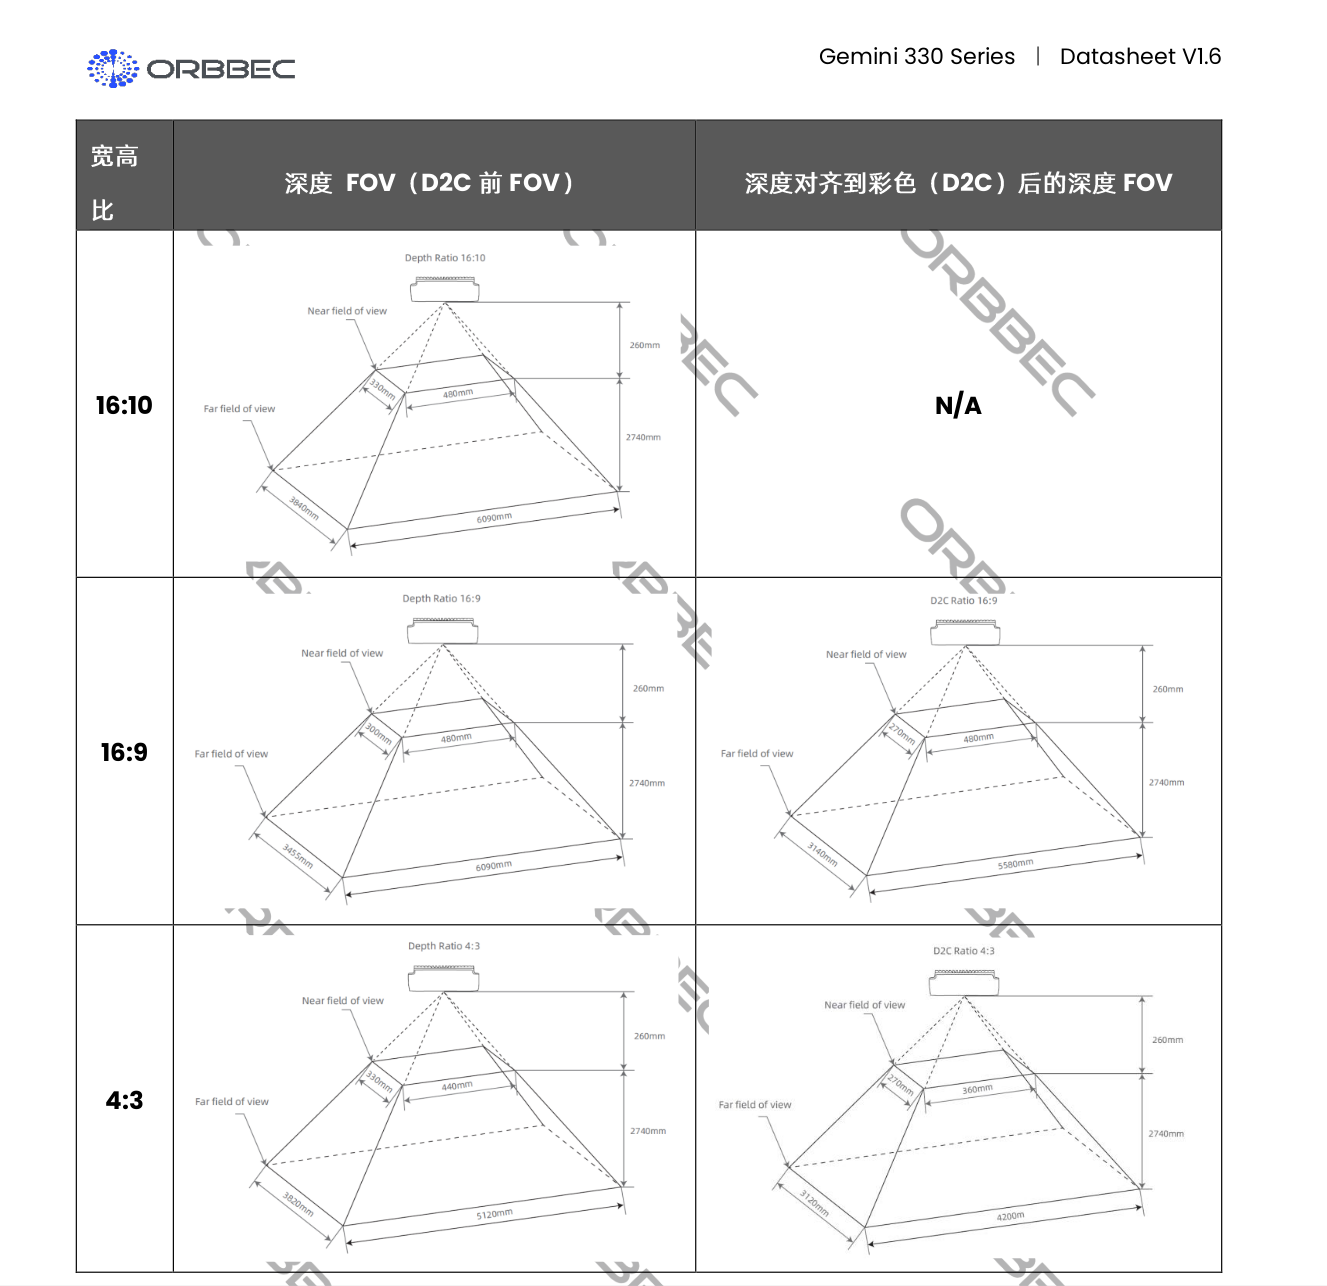 ORBBEC
Gemini 330 Series | Datasheet V1.6
宽高
比
深度 FOV（D2C 前 FOV）
深度对齐到彩色（D2C）后的深度 FOV
16:10
Depth Ratio 16:10
Near field of view
260mm
330mm
480mm
Far field of view
2740mm
3840mm
6090mm
N/A
ORBBEC
16:9
Depth Ratio 16:9
Near field of view
260mm
300mm
480mm
Far field of view
2740mm
3455mm
6090mm
D2C Ratio 16:9
Near field of view
260mm
270mm
480mm
Far field of view
2740mm
3140mm
5580mm
4:3
Depth Ratio 4:3
Near field of view
260mm
330mm
440mm
Far field of view
2740mm
3820mm
5120mm
D2C Ratio 4:3
Near field of view
260mm
270mm
360mm
Far field of view
2740mm
3120mm
4200m